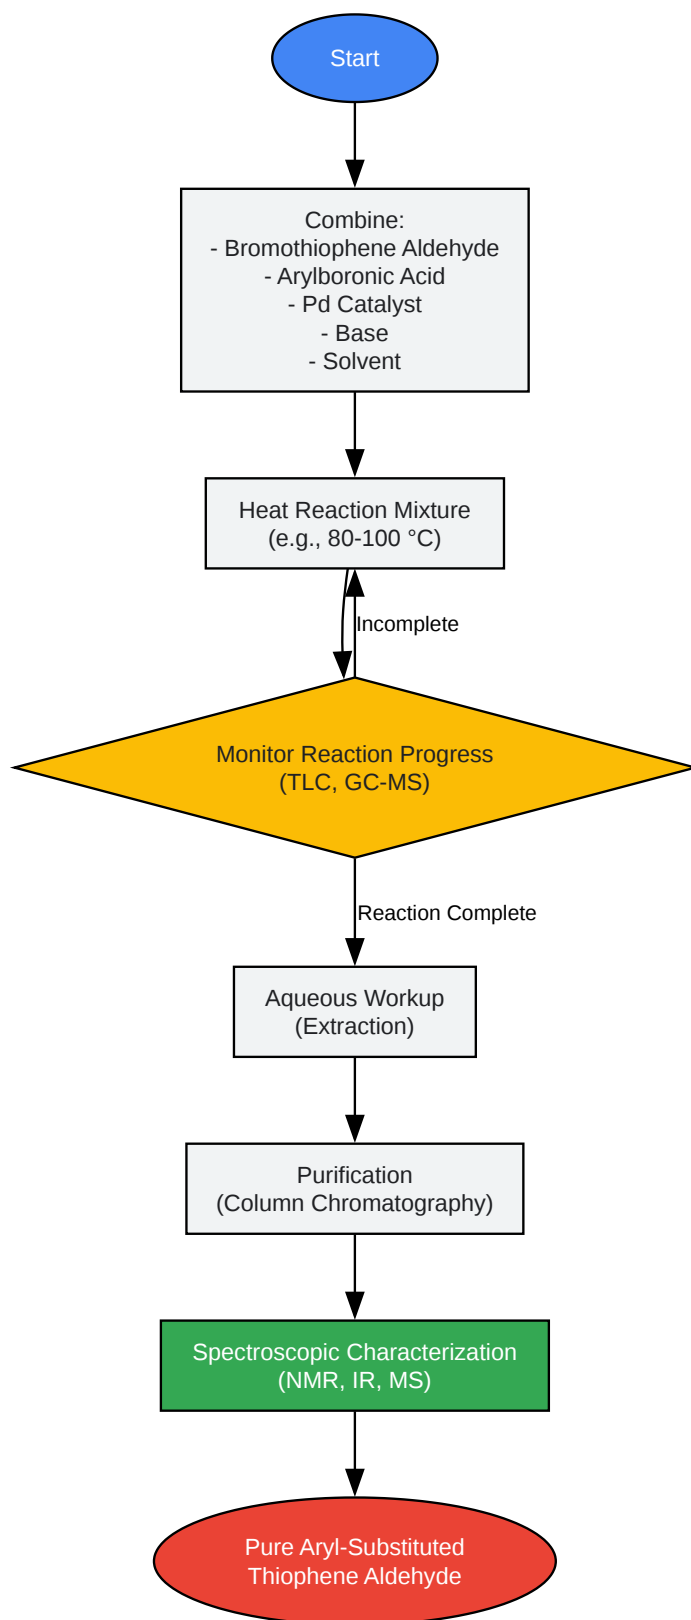 Start
Combine:
- Bromothiophene Aldehyde
- Arylboronic Acid
- Pd Catalyst
- Base
- Solvent
Heat Reaction Mixture
(e.g., 80-100 °C)
Incomplete
Monitor Reaction Progress
(TLC, GC-MS)
Reaction Complete
Aqueous Workup
(Extraction)
Purification
(Column Chromatography)
Spectroscopic Characterization
(NMR, IR, MS)
Pure Aryl-Substituted
Thiophene Aldehyde